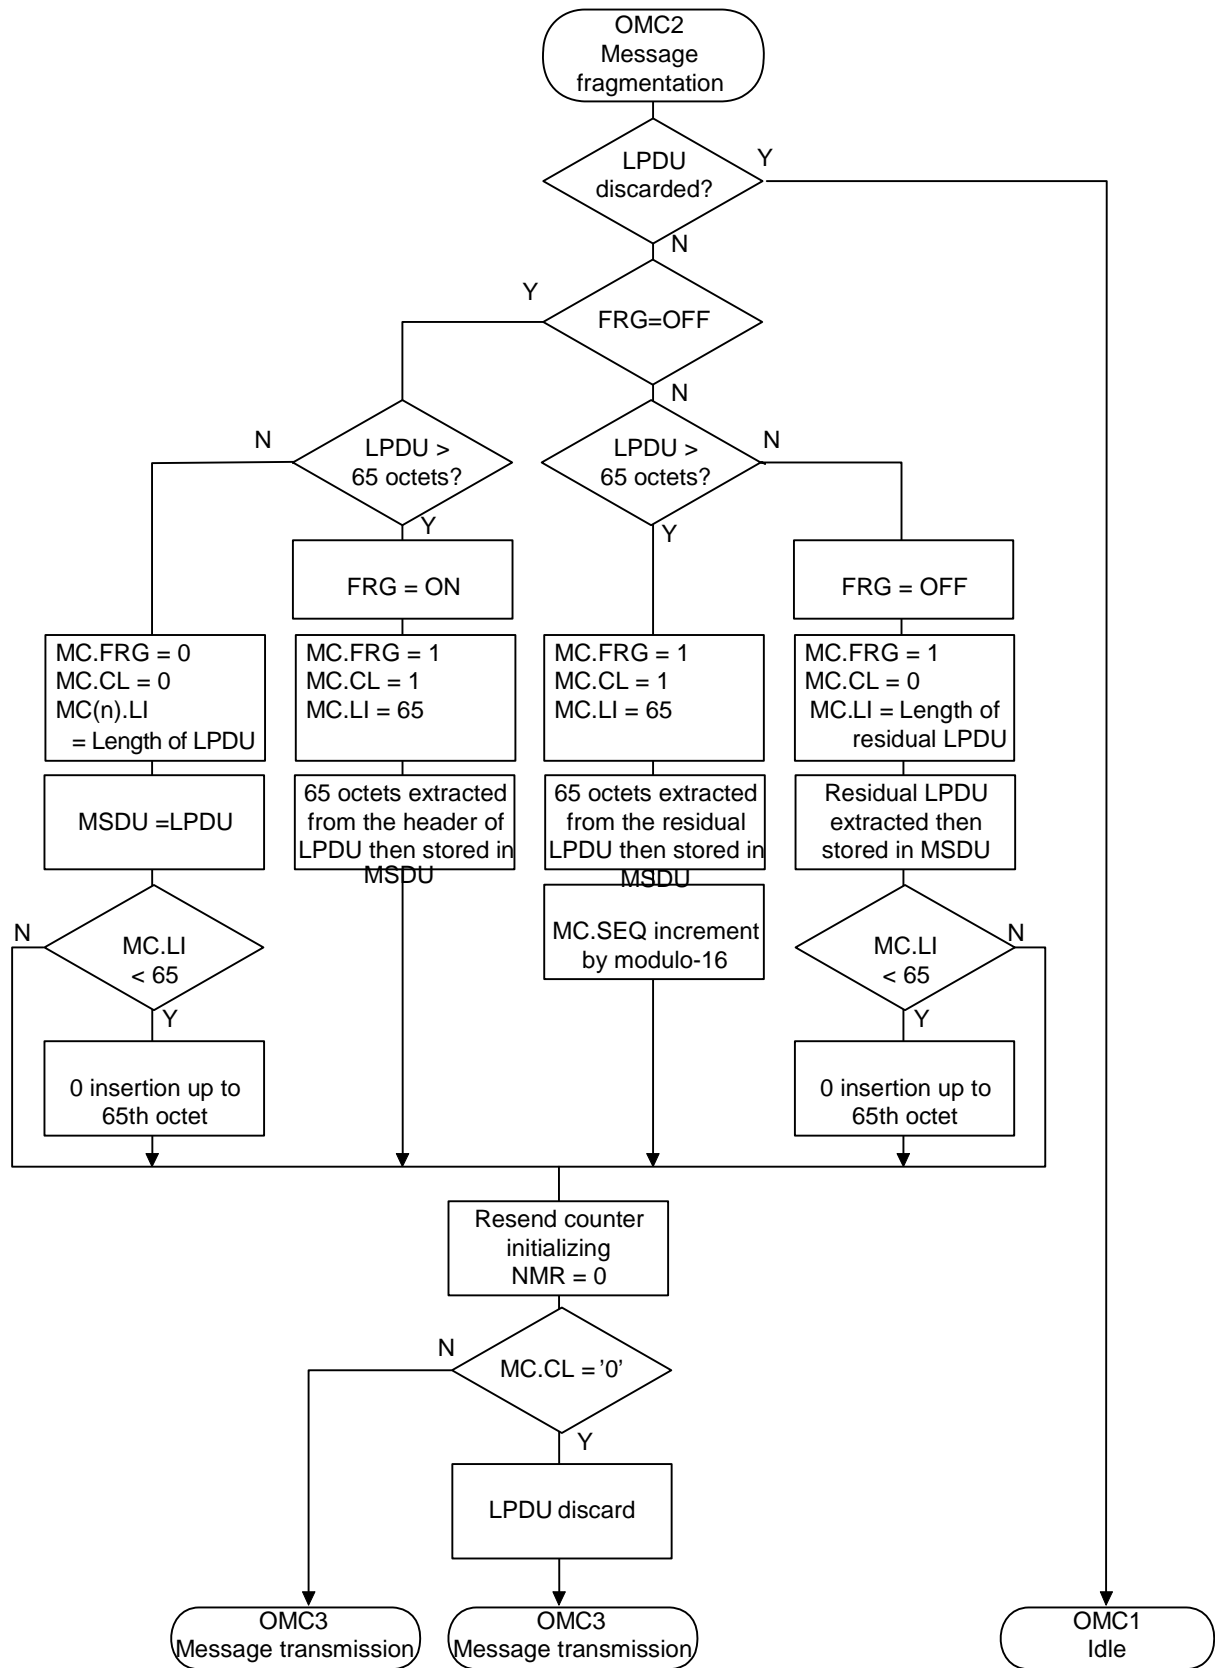 OMC2
Message
fragmentation
LPDU
discarded?
Y
N
Y
FRG=OFF
N
N
LPDU >
65 octets?
Y
LPDU >
65 octets?
N
Y
FRG = ON
FRG = OFF
MC.FRG = 0
MC.CL = 0
MC(n).LI
= Length of LPDU
MC.FRG = 1
MC.CL = 1
MC.LI = 65
MC.FRG = 1
MC.CL = 1
MC.LI = 65
MC.FRG = 1
MC.CL = 0
MC.LI = Length of
residual LPDU
MSDU =LPDU
65 octets extracted
from the header of
LPDU then stored in
MSDU
65 octets extracted
from the residual
LPDU then stored in
MSDU
Residual LPDU
extracted then
stored in MSDU
N
MC.LI
< 65
Y
MC.SEQ increment
by modulo-16
MC.LI
< 65
N
Y
0 insertion up to
65th octet
0 insertion up to
65th octet
Resend counter
initializing
NMR = 0
N
MC.CL = '0'
Y
LPDU discard
OMC3
Message transmission
OMC3
Message transmission
OMC1
Idle